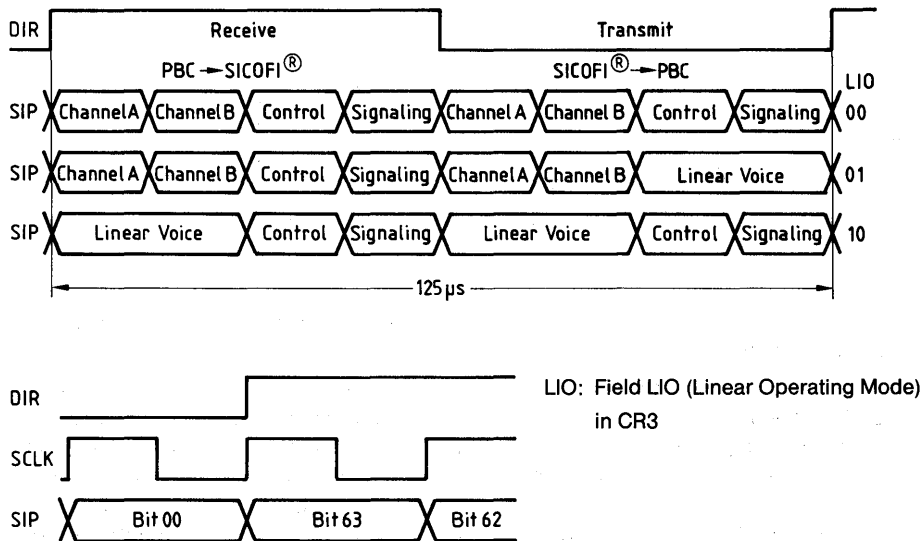 DIR Receive Transmit
PBC → SICOFI® SICOFI® → PBC LIO
SIP Channel A Channel B Control Signaling Channel A Channel B Control Signaling 00
SIP Channel A Channel B Control Signaling Channel A Channel B Linear Voice 01
SIP Linear Voice Control Signaling Linear Voice Control Signaling 10
125 µs
DIR
LIO: Field LIO (Linear Operating Mode)
in CR3
SCLK
SIP Bit 00 Bit 63 Bit 62